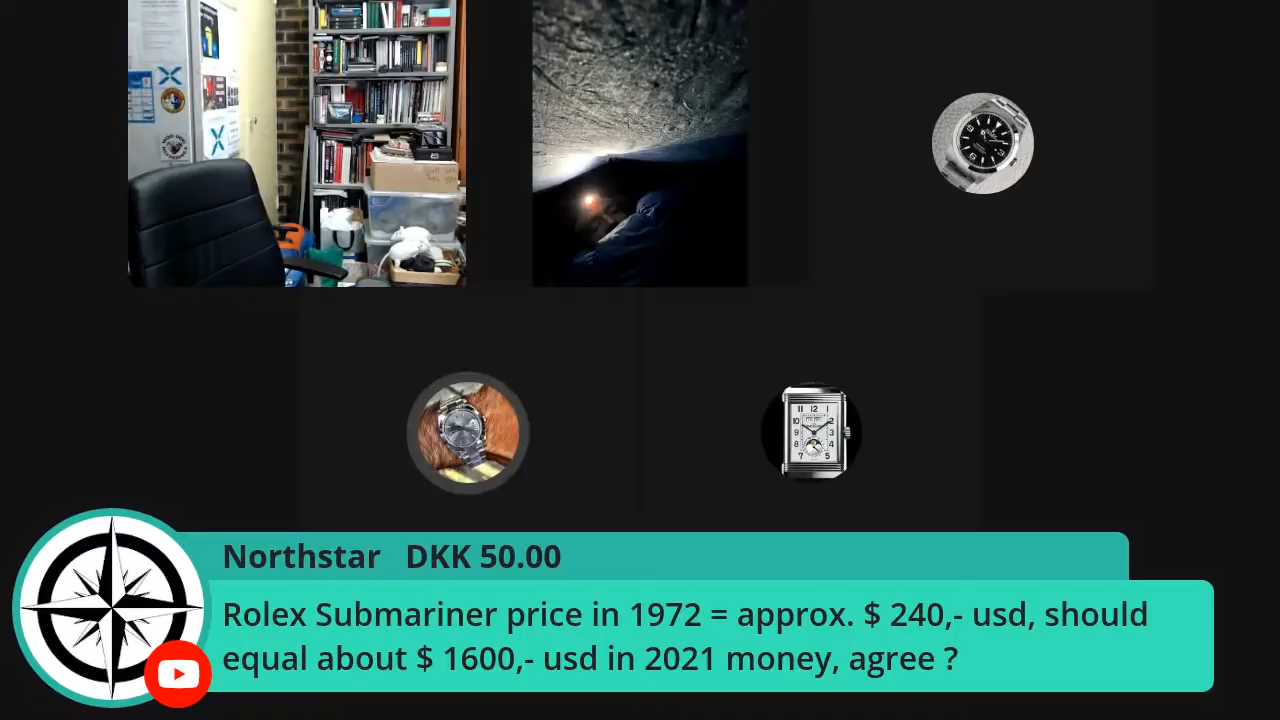 Northstar DKK 50.00
Rolex Submariner price in 1972 = approx. $ 240,- usd, should
equal about $ 1600,- usd in 2021 money, agree ?